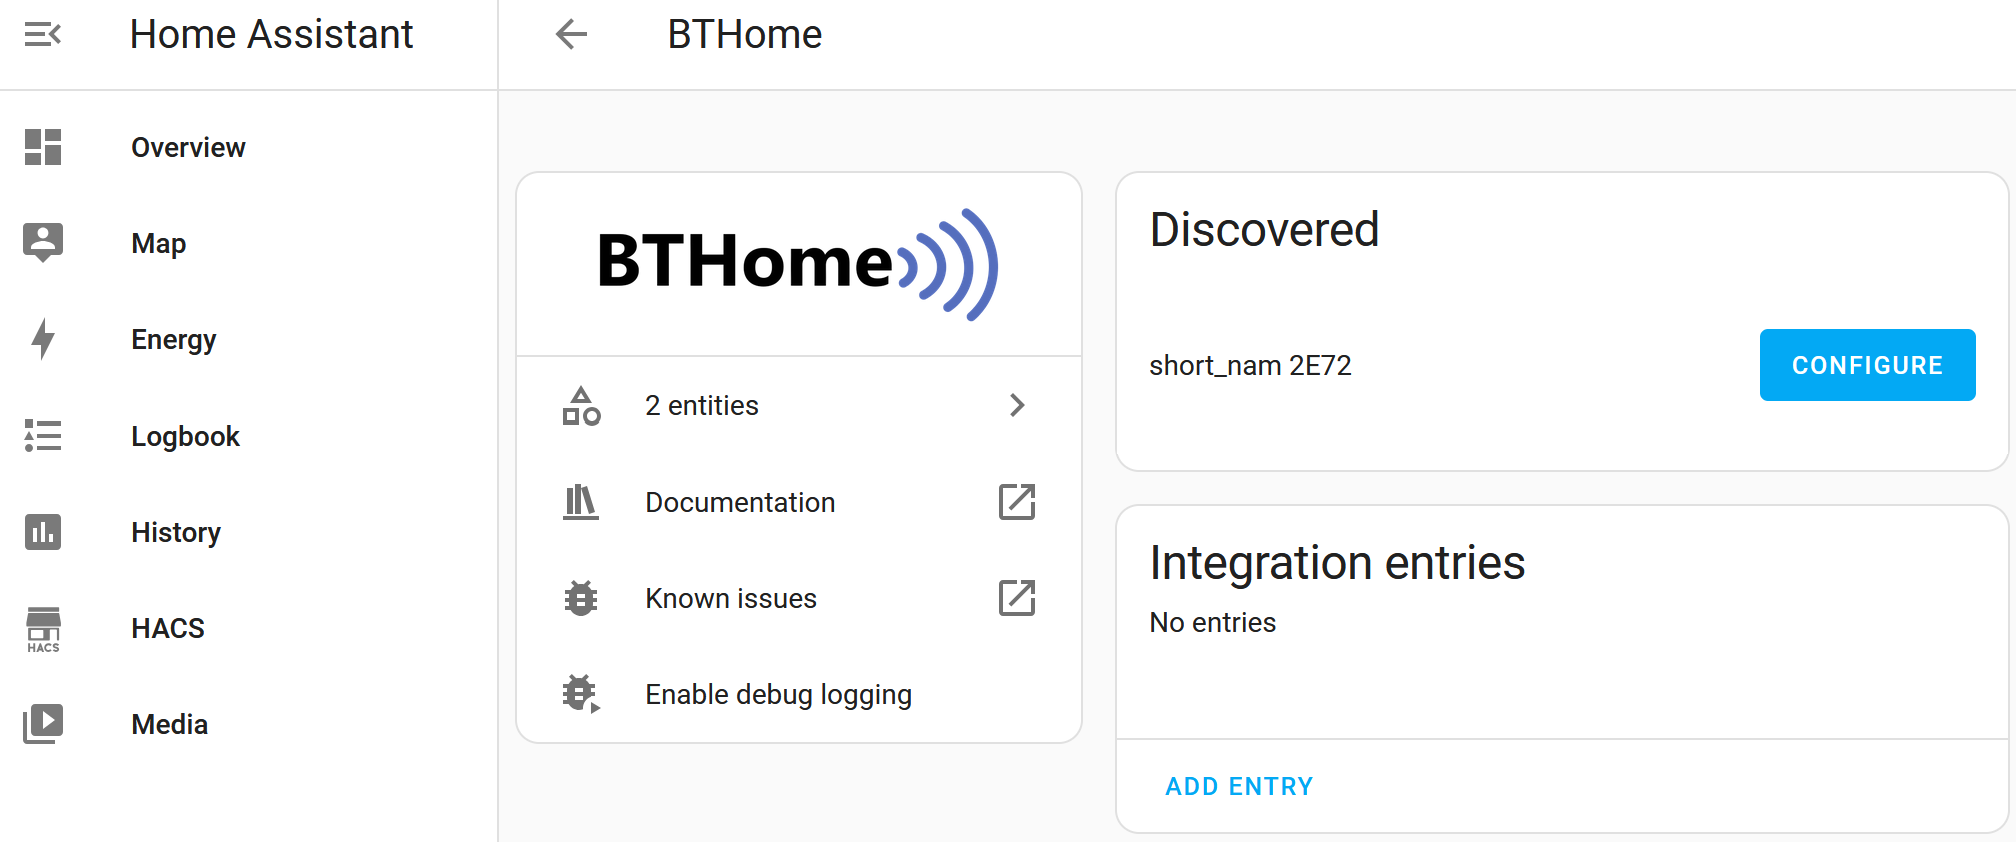 Home Assistant
Overview
Map
Energy
Logbook
History
HACS
HACS
Media
BTHome
BTHome
2 entities
Documentation
Known issues
Enable debug logging
Discovered
short_nam 2E72
CONFIGURE
Integration entries
No entries
ADD ENTRY